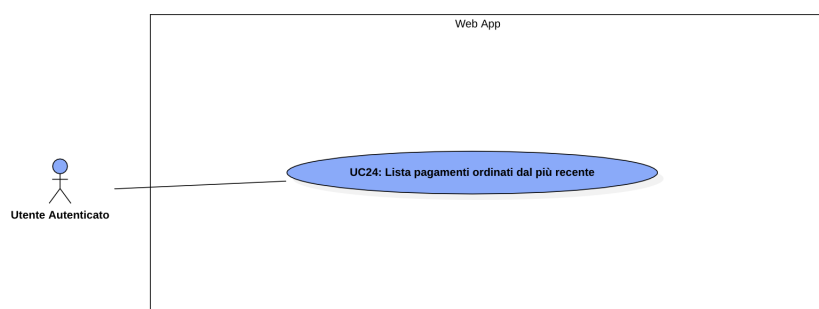 Web App
UC24: Lista pagamenti ordinati dal più recente
Utente Autenticato